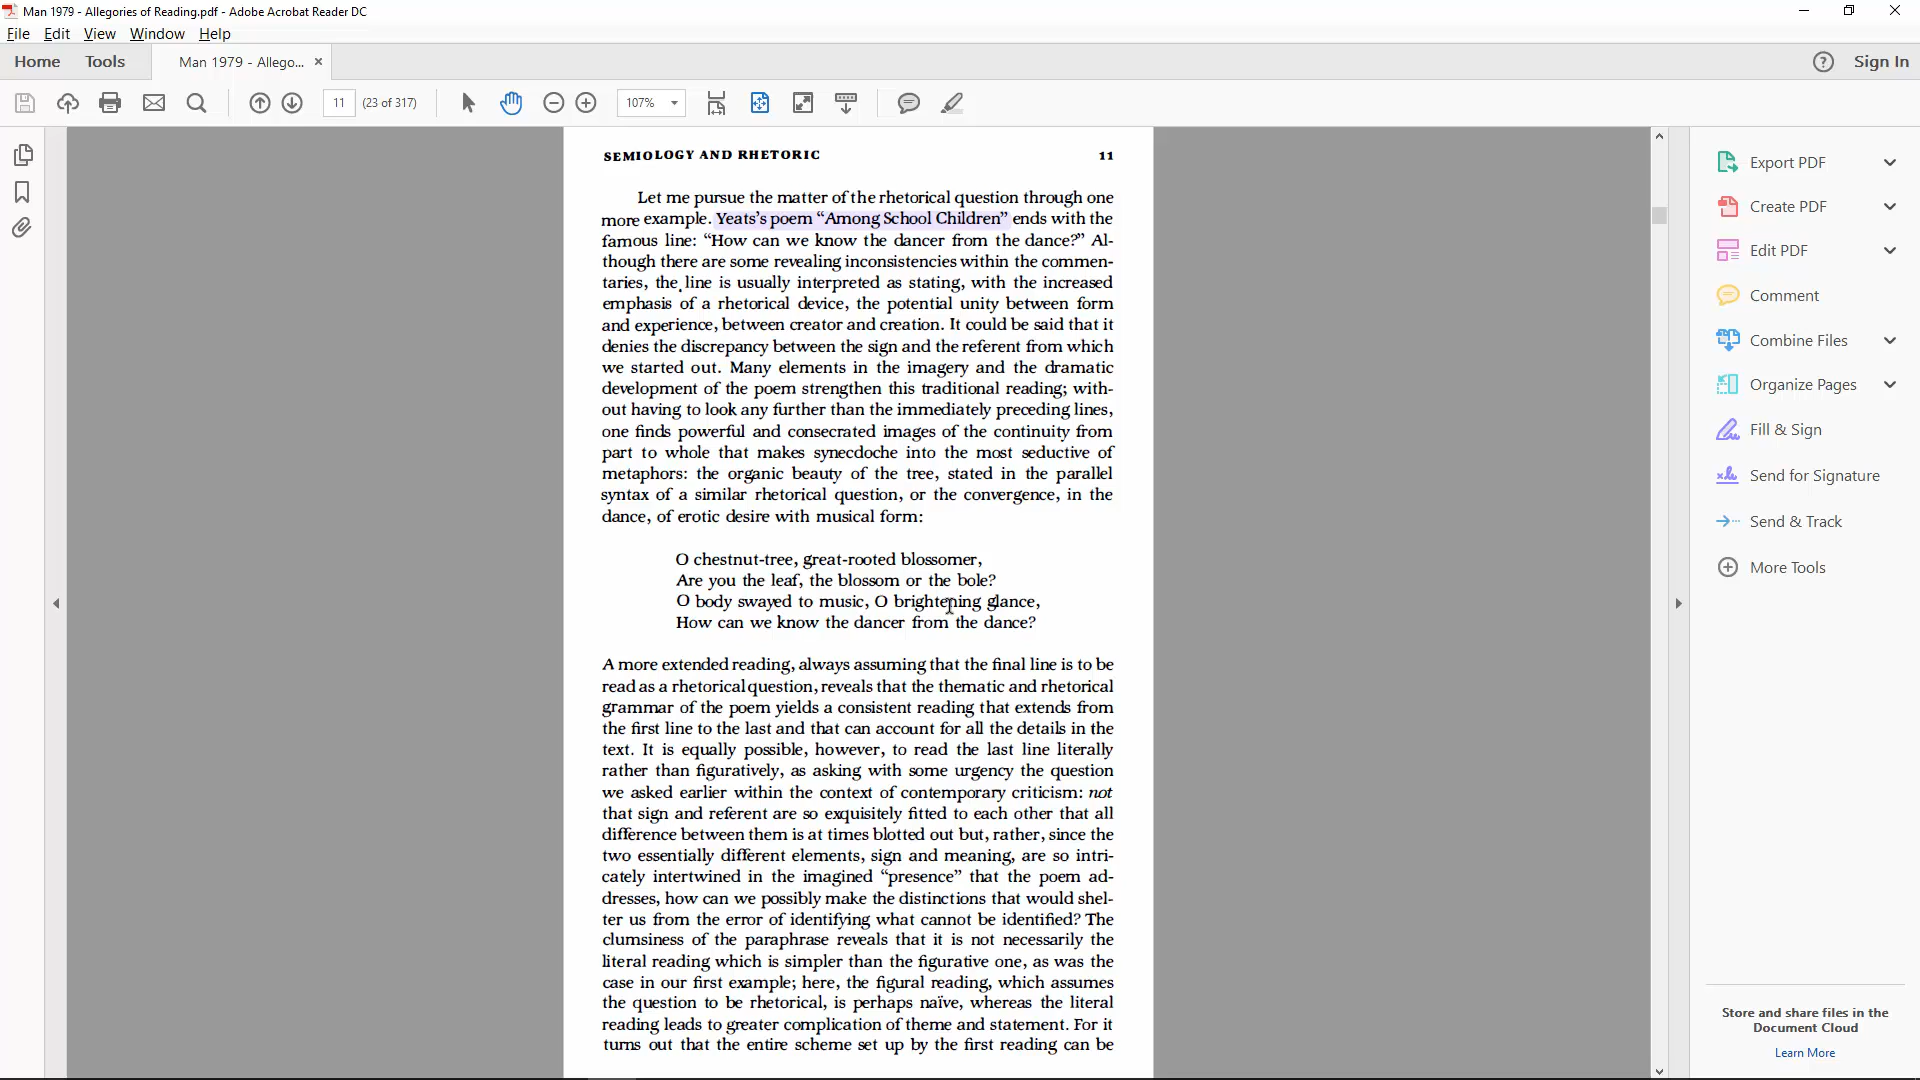 Man 1979 - Allegories of Reading.pdf - Adobe Acrobat Reader DC
File Edit View Window Help
Home Tools Man 1979 - Allego... × ? Sign In
11 (23 of 317) 107%
SEMIOLOGY AND RHETORIC 11
Let me pursue the matter of the rhetorical question through one
more example. Yeats's poem “Among School Children” ends with the
famous line: “How can we know the dancer from the dance?” Al-
though there are some revealing inconsistencies within the commen-
taries, the line is usually interpreted as stating, with the increased
emphasis of a rhetorical device, the potential unity between form
and experience, between creator and creation. It could be said that it
denies the discrepancy between the sign and the referent from which
we started out. Many elements in the imagery and the dramatic
development of the poem strengthen this traditional reading; with-
out having to look any further than the immediately preceding lines,
one finds powerful and consecrated images of the continuity from
part to whole that makes synecdoche into the most seductive of
metaphors: the organic beauty of the tree, stated in the parallel
syntax of a similar rhetorical question, or the convergence, in the
dance, of erotic desire with musical form:
O chestnut-tree, great-rooted blossomer,
Are you the leaf, the blossom or the bole?
O body swayed to music, O brightening glance,
How can we know the dancer from the dance?
A more extended reading, always assuming that the final line is to be
read as a rhetorical question, reveals that the thematic and rhetorical
grammar of the poem yields a consistent reading that extends from
the first line to the last and that can account for all the details in the
text. It is equally possible, however, to read the last line literally
rather than figuratively, as asking with some urgency the question
we asked earlier within the context of contemporary criticism: not
that sign and referent are so exquisitely fitted to each other that all
difference between them is at times blotted out but, rather, since the
two essentially different elements, sign and meaning, are so intri-
cately intertwined in the imagined “presence” that the poem ad-
dresses, how can we possibly make the distinctions that would shel-
ter us from the error of identifying what cannot be identified? The
clumsiness of the paraphrase reveals that it is not necessarily the
literal reading which is simpler than the figurative one, as was the
case in our first example; here, the figural reading, which assumes
the question to be rhetorical, is perhaps naïve, whereas the literal
reading leads to greater complication of theme and statement. For it
turns out that the entire scheme set up by the first reading can be
Export PDF
Create PDF
Edit PDF
Comment
Combine Files
Organize Pages
Fill & Sign
Send for Signature
Send & Track
More Tools
Store and share files in the
Document Cloud
Learn More